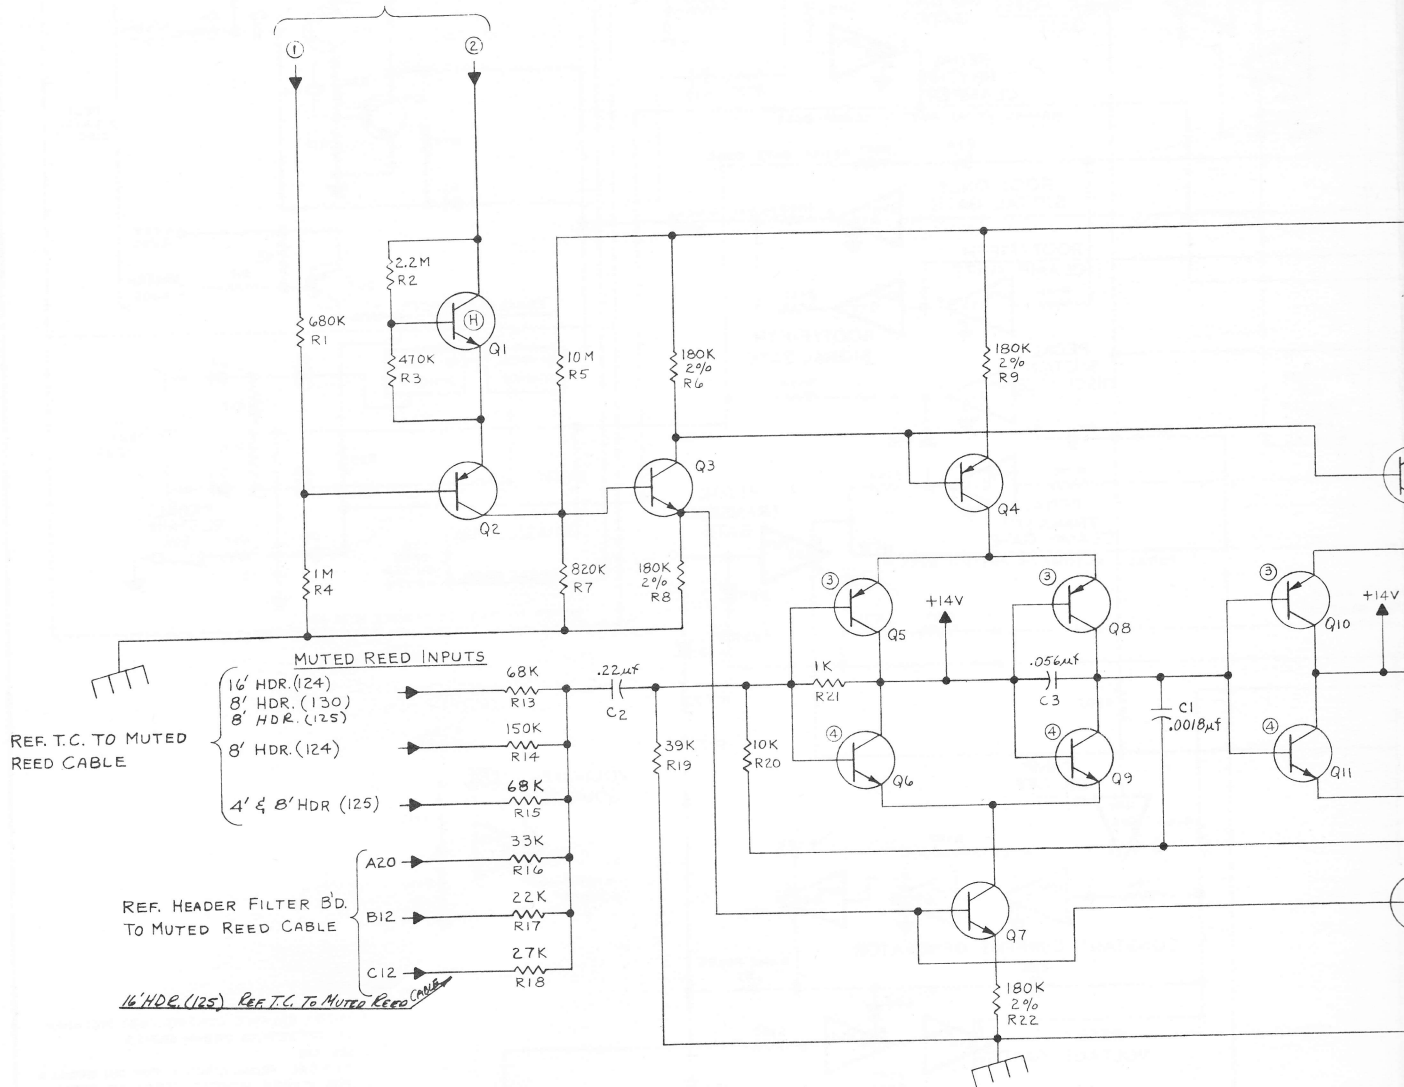 1
2
2.2M
R2
H
Q1
680K
R1
470K
R3
10M
R5
180K
2%
R6
180K
2%
R9
Q2
Q3
Q4
1M
R4
820K
R7
180K
2%
R8
3
Q5
+14V
3
Q8
3
Q10
+14V
MUTED REED INPUTS
16' HDR. (124)
8' HDR. (130)
8' HDR. (125)
68K
R13
.22µf
C2
1K
R21
.056µf
C3
C1
.0018µf
REF. T.C. TO MUTED
REED CABLE
8' HDR. (124)
150K
R14
39K
R19
10K
R20
4
Q6
4
Q9
4
Q11
4' & 8' HDR (125)
68K
R15
A20
33K
R16
REF. HEADER FILTER B'D.
TO MUTED REED CABLE
B12
22K
R17
Q7
C12
27K
R18
16' HDR. (125) REF. T.C. TO MUTED REED CABLE
180K
2%
R22